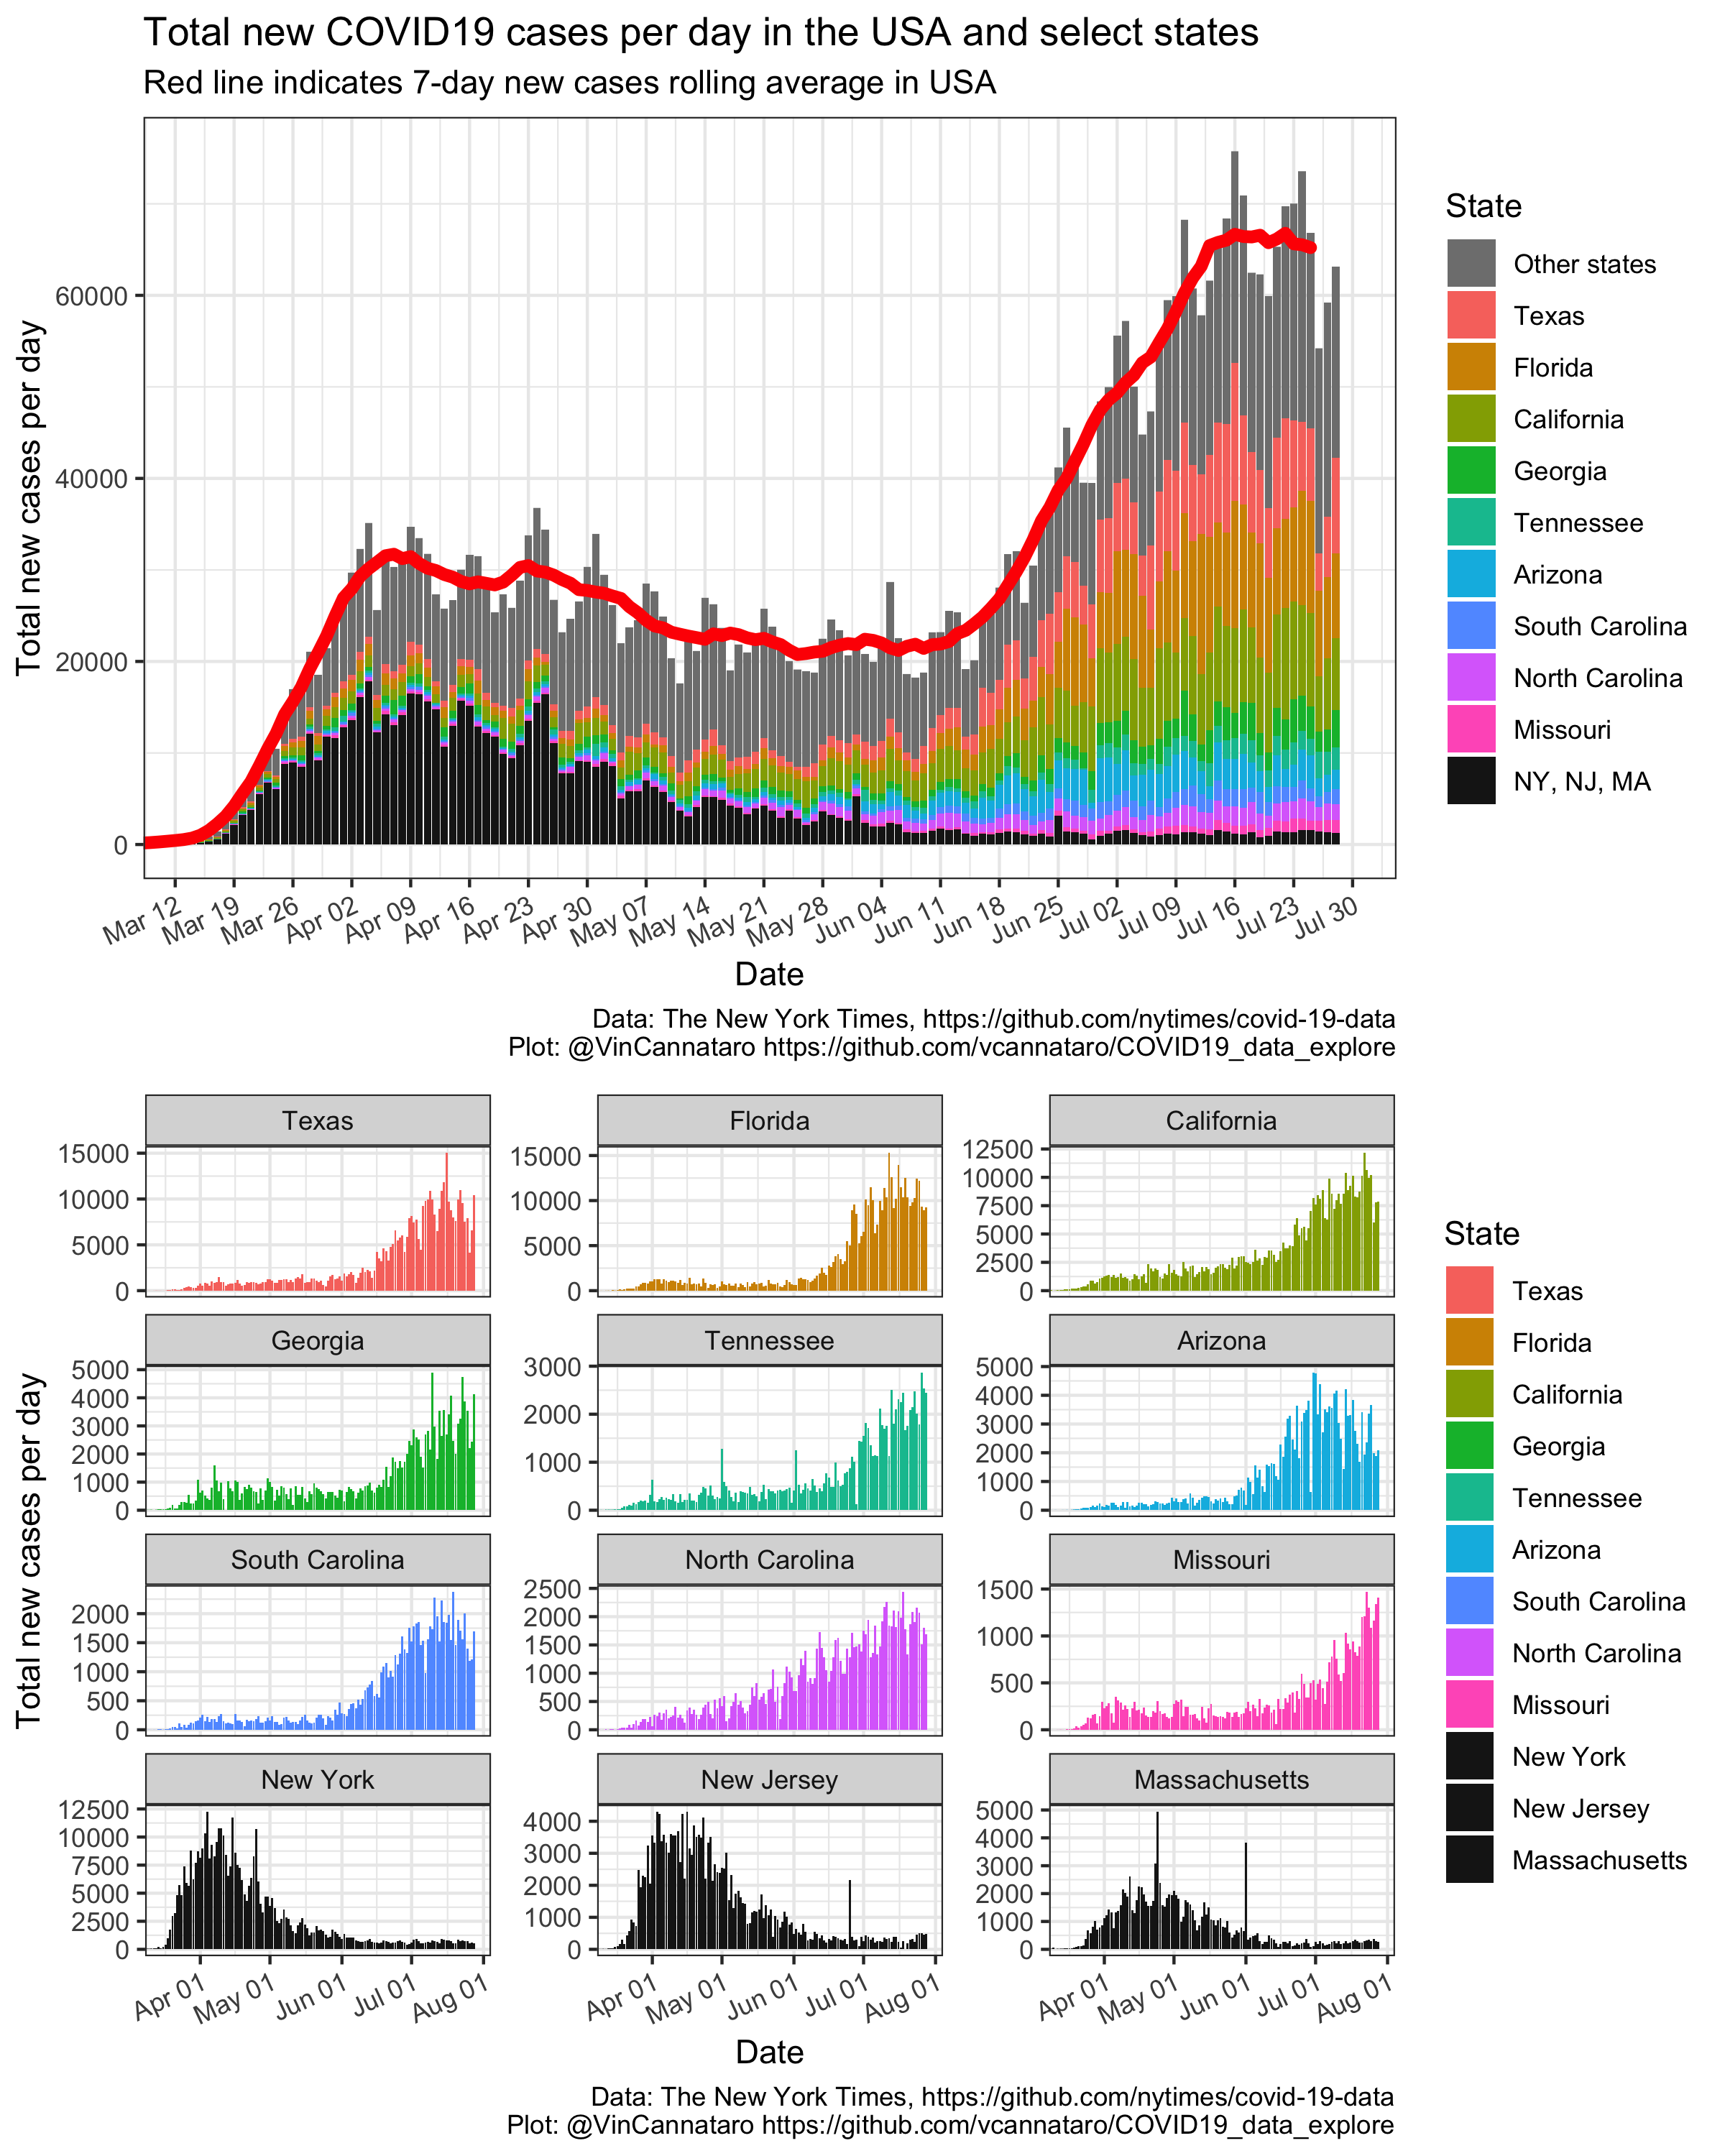 Total new COVID19 cases per day in the USA and select states
Red line indicates 7-day new cases rolling average in USA
Total new cases per day
60000
40000
20000
0
Mar 12 Mar 19 Mar 26 Apr 02 Apr 09 Apr 16 Apr 23 Apr 30 May 07 May 14 May 21 May 28 Jun 04 Jun 11 Jun 18 Jun 25 Jul 02 Jul 09 Jul 16 Jul 23 Jul 30
Date
State
Other states
Texas
Florida
California
Georgia
Tennessee
Arizona
South Carolina
North Carolina
Missouri
NY, NJ, MA
Data: The New York Times, https://github.com/nytimes/covid-19-data
Plot: @VinCannataro https://github.com/vcannataro/COVID19_data_explore
Total new cases per day
Texas
15000
10000
5000
0
Florida
15000
10000
5000
0
California
12500
10000
7500
5000
2500
0
Georgia
5000
4000
3000
2000
1000
0
Tennessee
3000
2000
1000
0
Arizona
5000
4000
3000
2000
1000
0
South Carolina
2000
1500
1000
500
0
North Carolina
2500
2000
1500
1000
500
0
Missouri
1500
1000
500
0
New York
12500
10000
7500
5000
2500
0
New Jersey
4000
3000
2000
1000
0
Massachusetts
5000
4000
3000
2000
1000
0
Apr 01 May 01 Jun 01 Jul 01 Aug 01
Apr 01 May 01 Jun 01 Jul 01 Aug 01
Apr 01 May 01 Jun 01 Jul 01 Aug 01
Date
State
Texas
Florida
California
Georgia
Tennessee
Arizona
South Carolina
North Carolina
Missouri
New York
New Jersey
Massachusetts
Data: The New York Times, https://github.com/nytimes/covid-19-data
Plot: @VinCannataro https://github.com/vcannataro/COVID19_data_explore